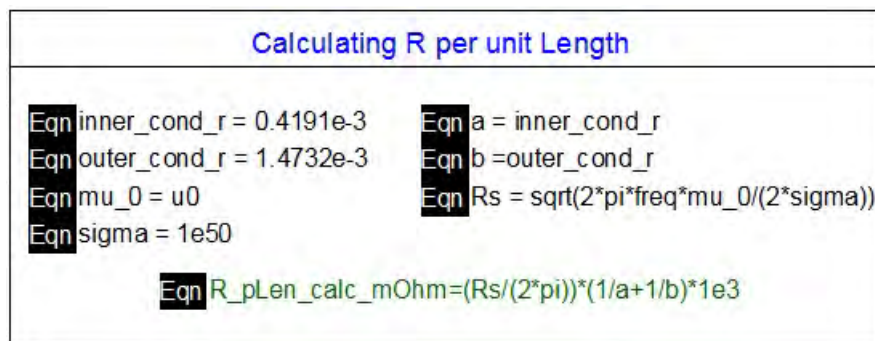 Calculating R per unit Length
Eqn inner_cond_r = 0.4191e-3
Eqn outer_cond_r = 1.4732e-3
Eqn mu_0 = u0
Eqn sigma = 1e50
Eqn a = inner_cond_r
Eqn b =outer_cond_r
Eqn Rs = sqrt(2*pi*freq*mu_0/(2*sigma))
Eqn R_pLen_calc_mOhm=(Rs/(2*pi))*(1/a+1/b)*1e3